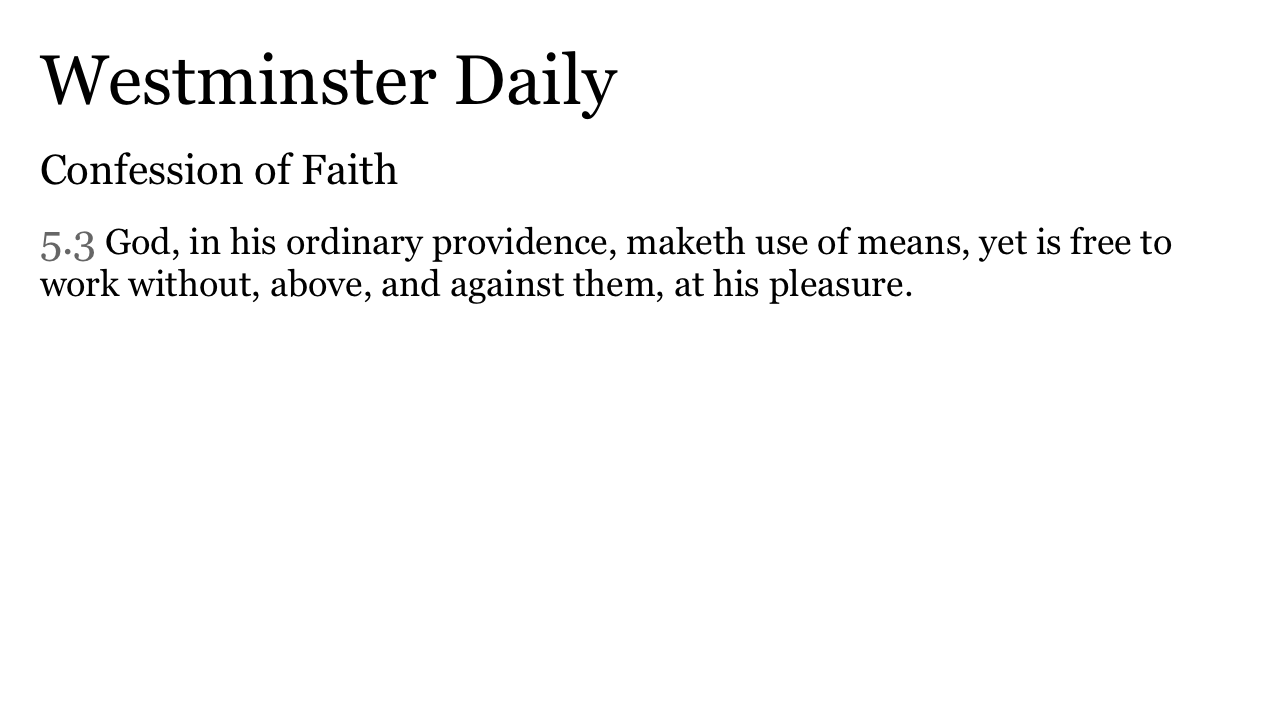 Westminster Daily
Confession of Faith
5.3 God, in his ordinary providence, maketh use of means, yet is free to
work without, above, and against them, at his pleasure.